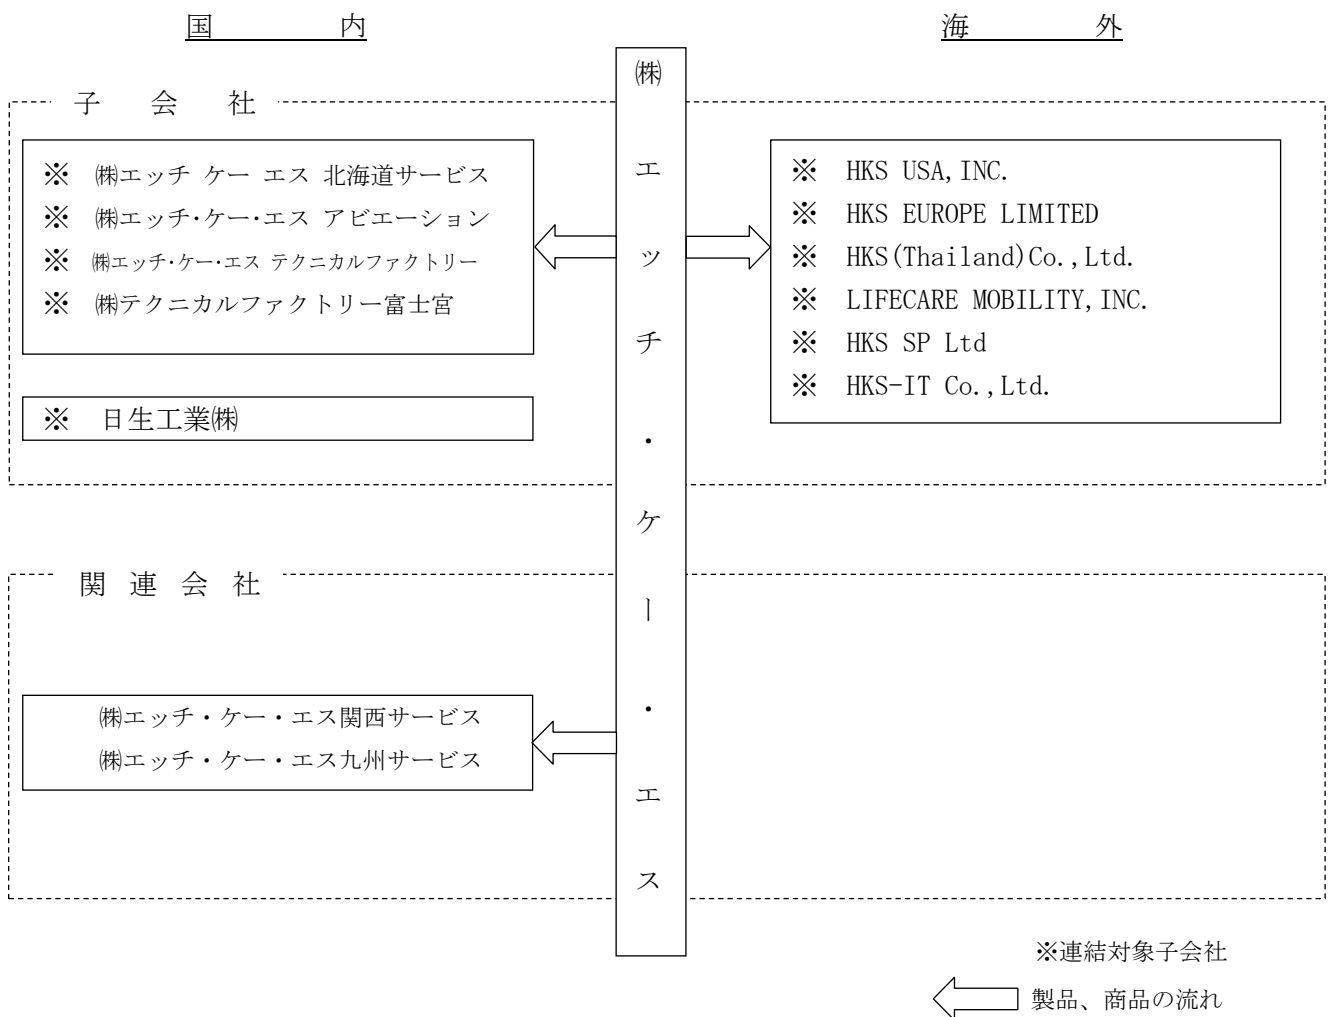 国 内
海 外
㈱エッチ・ケー・エス
子 会 社
※ ㈱エッチ ケー エス 北海道サービス
※ ㈱エッチ・ケー・エス アビエーション
※ ㈱エッチ・ケー・エス テクニカルファクトリー
※ ㈱テクニカルファクトリー富士宮
※ 日生工業㈱
※ HKS USA,INC.
※ HKS EUROPE LIMITED
※ HKS(Thailand)Co.,Ltd.
※ LIFECARE MOBILITY,INC.
※ HKS SP Ltd
※ HKS-IT Co.,Ltd.
関 連 会 社
㈱エッチ・ケー・エス関西サービス
㈱エッチ・ケー・エス九州サービス
※連結対象子会社
製品、商品の流れ